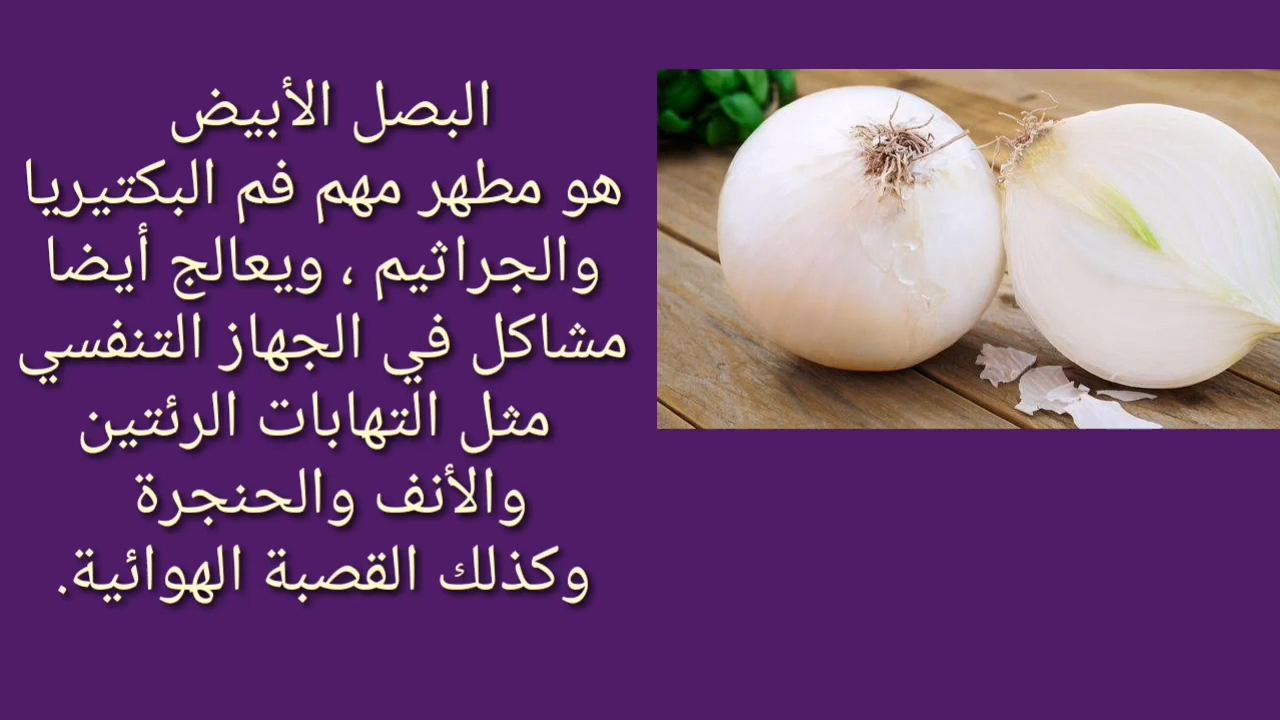 البصل الأبيض
هو مطهر مهم فم البكتيريا
والجراثيم ، ويعالج أيضا
مشاكل في الجهاز التنفسي
مثل التهابات الرئتين
والأنف والحنجرة
وكذلك القصبة الهوائية.